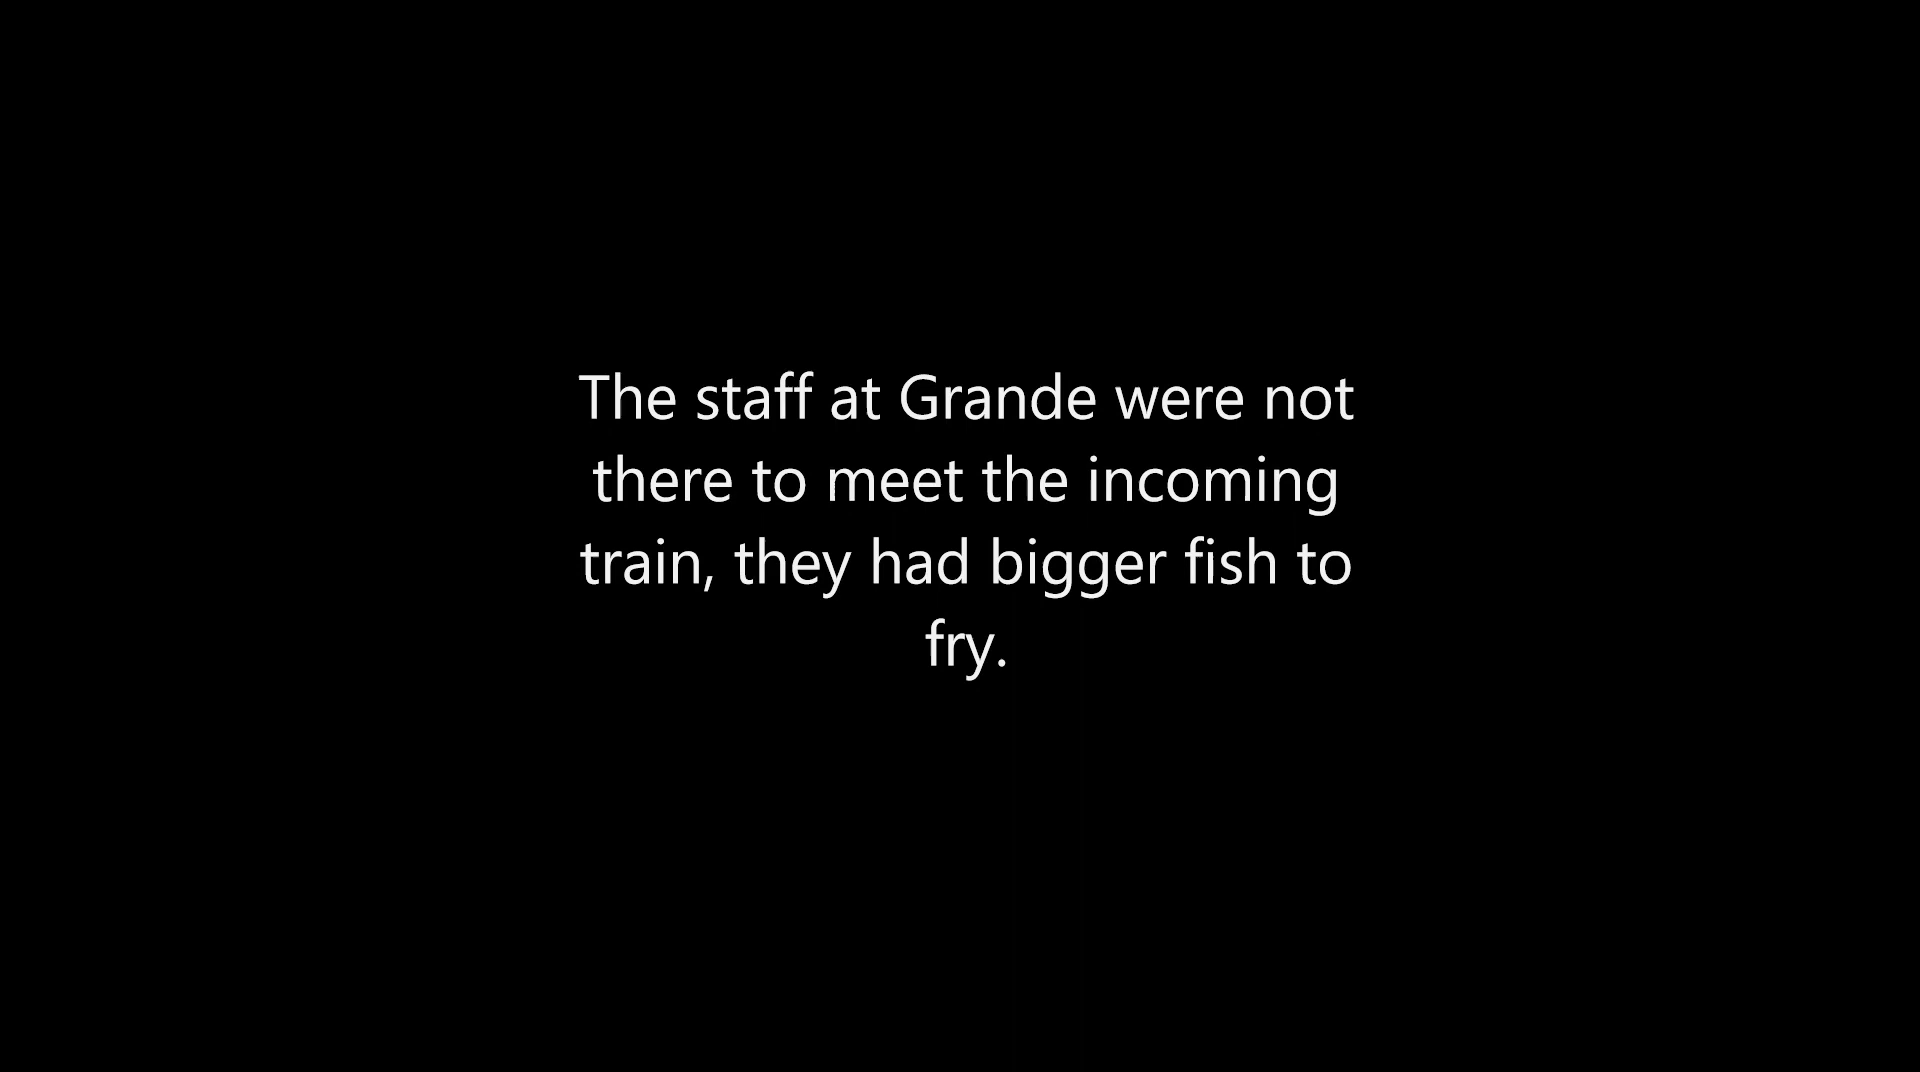 The staff at Grande were not
there to meet the incoming
train, they had bigger fish to
fry.